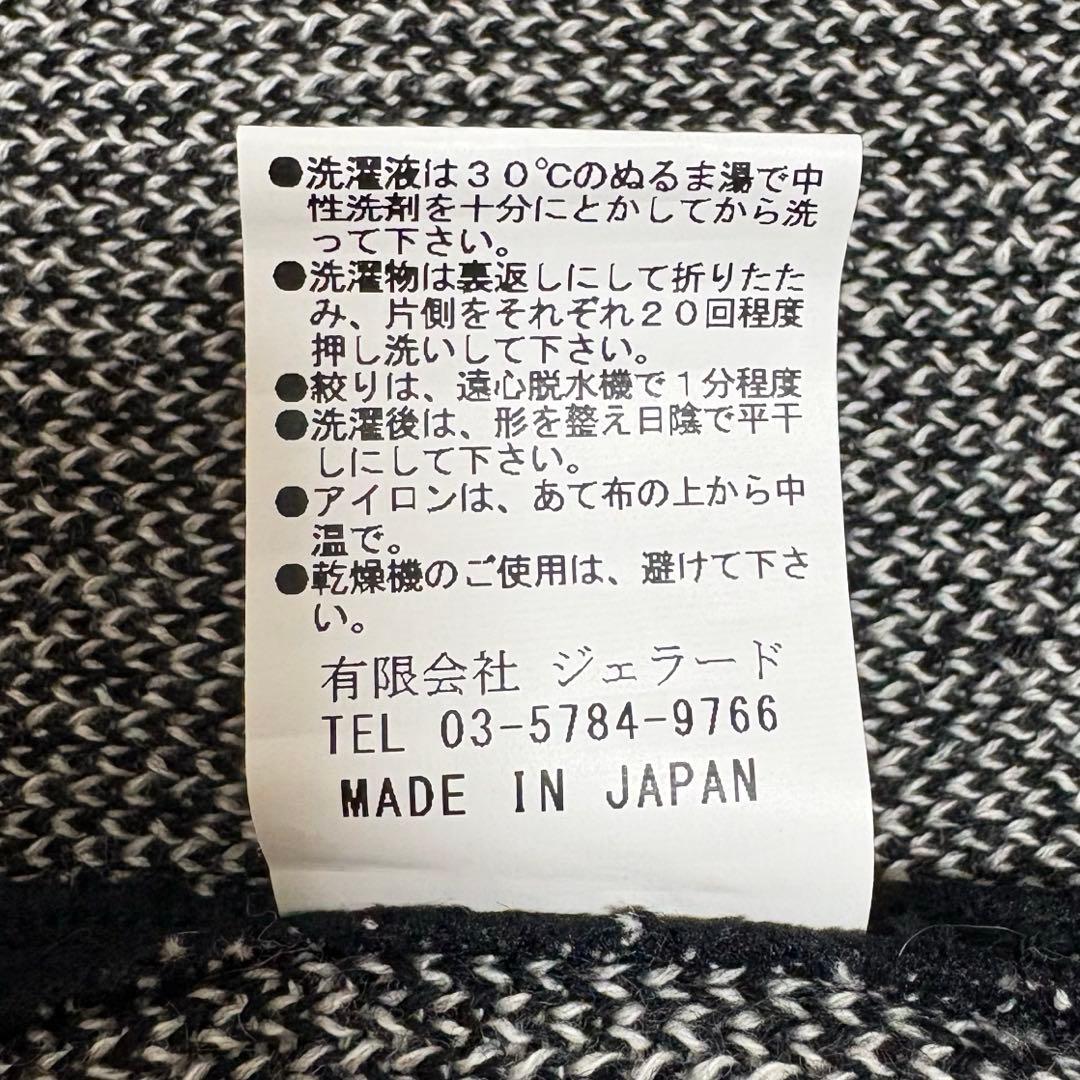 ●洗濯液は３０℃のぬるま湯で中
性洗剤を十分にとかしてから洗
って下さい。
●洗濯物は裏返しにして折りたた
み、片側をそれぞれ２０回程度
押し洗いして下さい。
●絞りは、遠心脱水機で１分程度
●洗濯後は、形を整え日陰で平干
しにして下さい。
●アイロンは、あて布の上から中
温で。
●乾燥機のご使用は、避けて下さ
い。
有限会社 ジェラード
TEL 03-5784-9766
MADE IN JAPAN